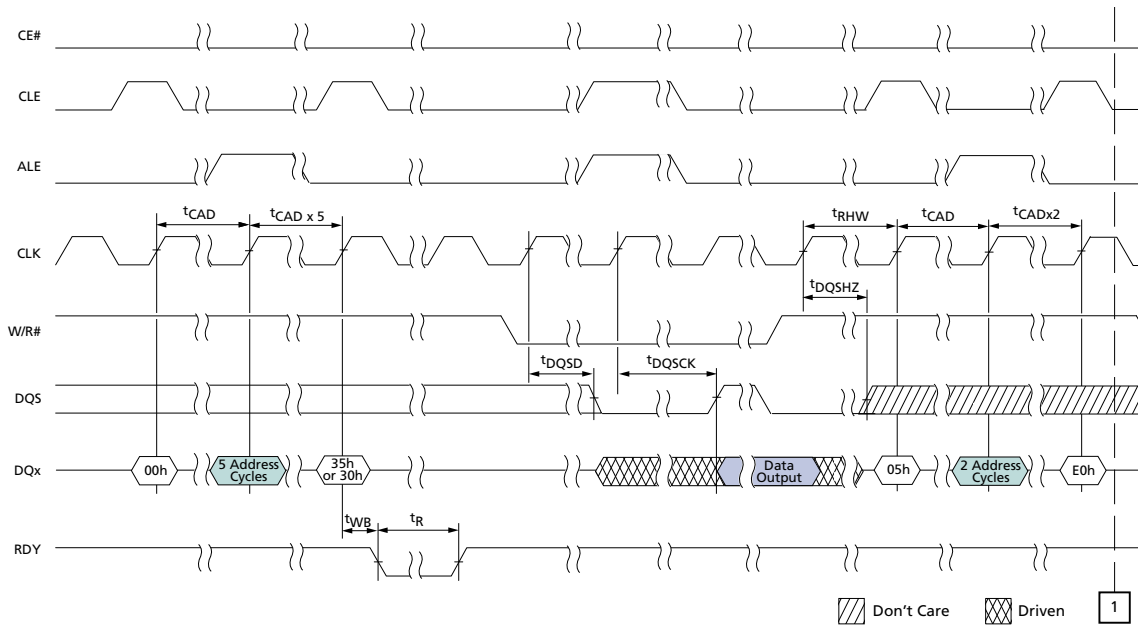 CE#
CLE
ALE
tCAD
tCAD x 5
tRHW
tCAD
tCADx2
CLK
tDQSHZ
W/R#
tDQSD
tDQSCK
DQS
DQx
00h
5 Address
Cycles
35h
or 30h
Data
Output
05h
2 Address
Cycles
E0h
tWB
tR
RDY
Don't Care
Driven
1